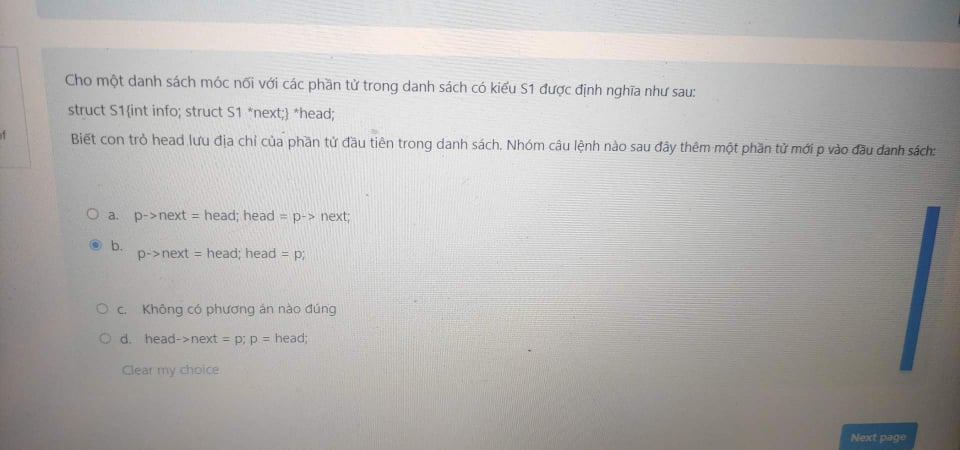 Cho một danh sách móc nối với các phần tử trong danh sách có kiểu S1 được định nghĩa như sau:
struct S1{int info; struct S1 *next;} *head;
Biết con trỏ head lưu địa chỉ của phần tử đầu tiên trong danh sách. Nhóm câu lệnh nào sau đây thêm một phần tử mới p vào đầu danh sách:
a. p->next = head; head = p-> next;
b. p->next = head; head = p;
c. Không có phương án nào đúng
d. head->next = p; p = head;
Clear my choice
Next page